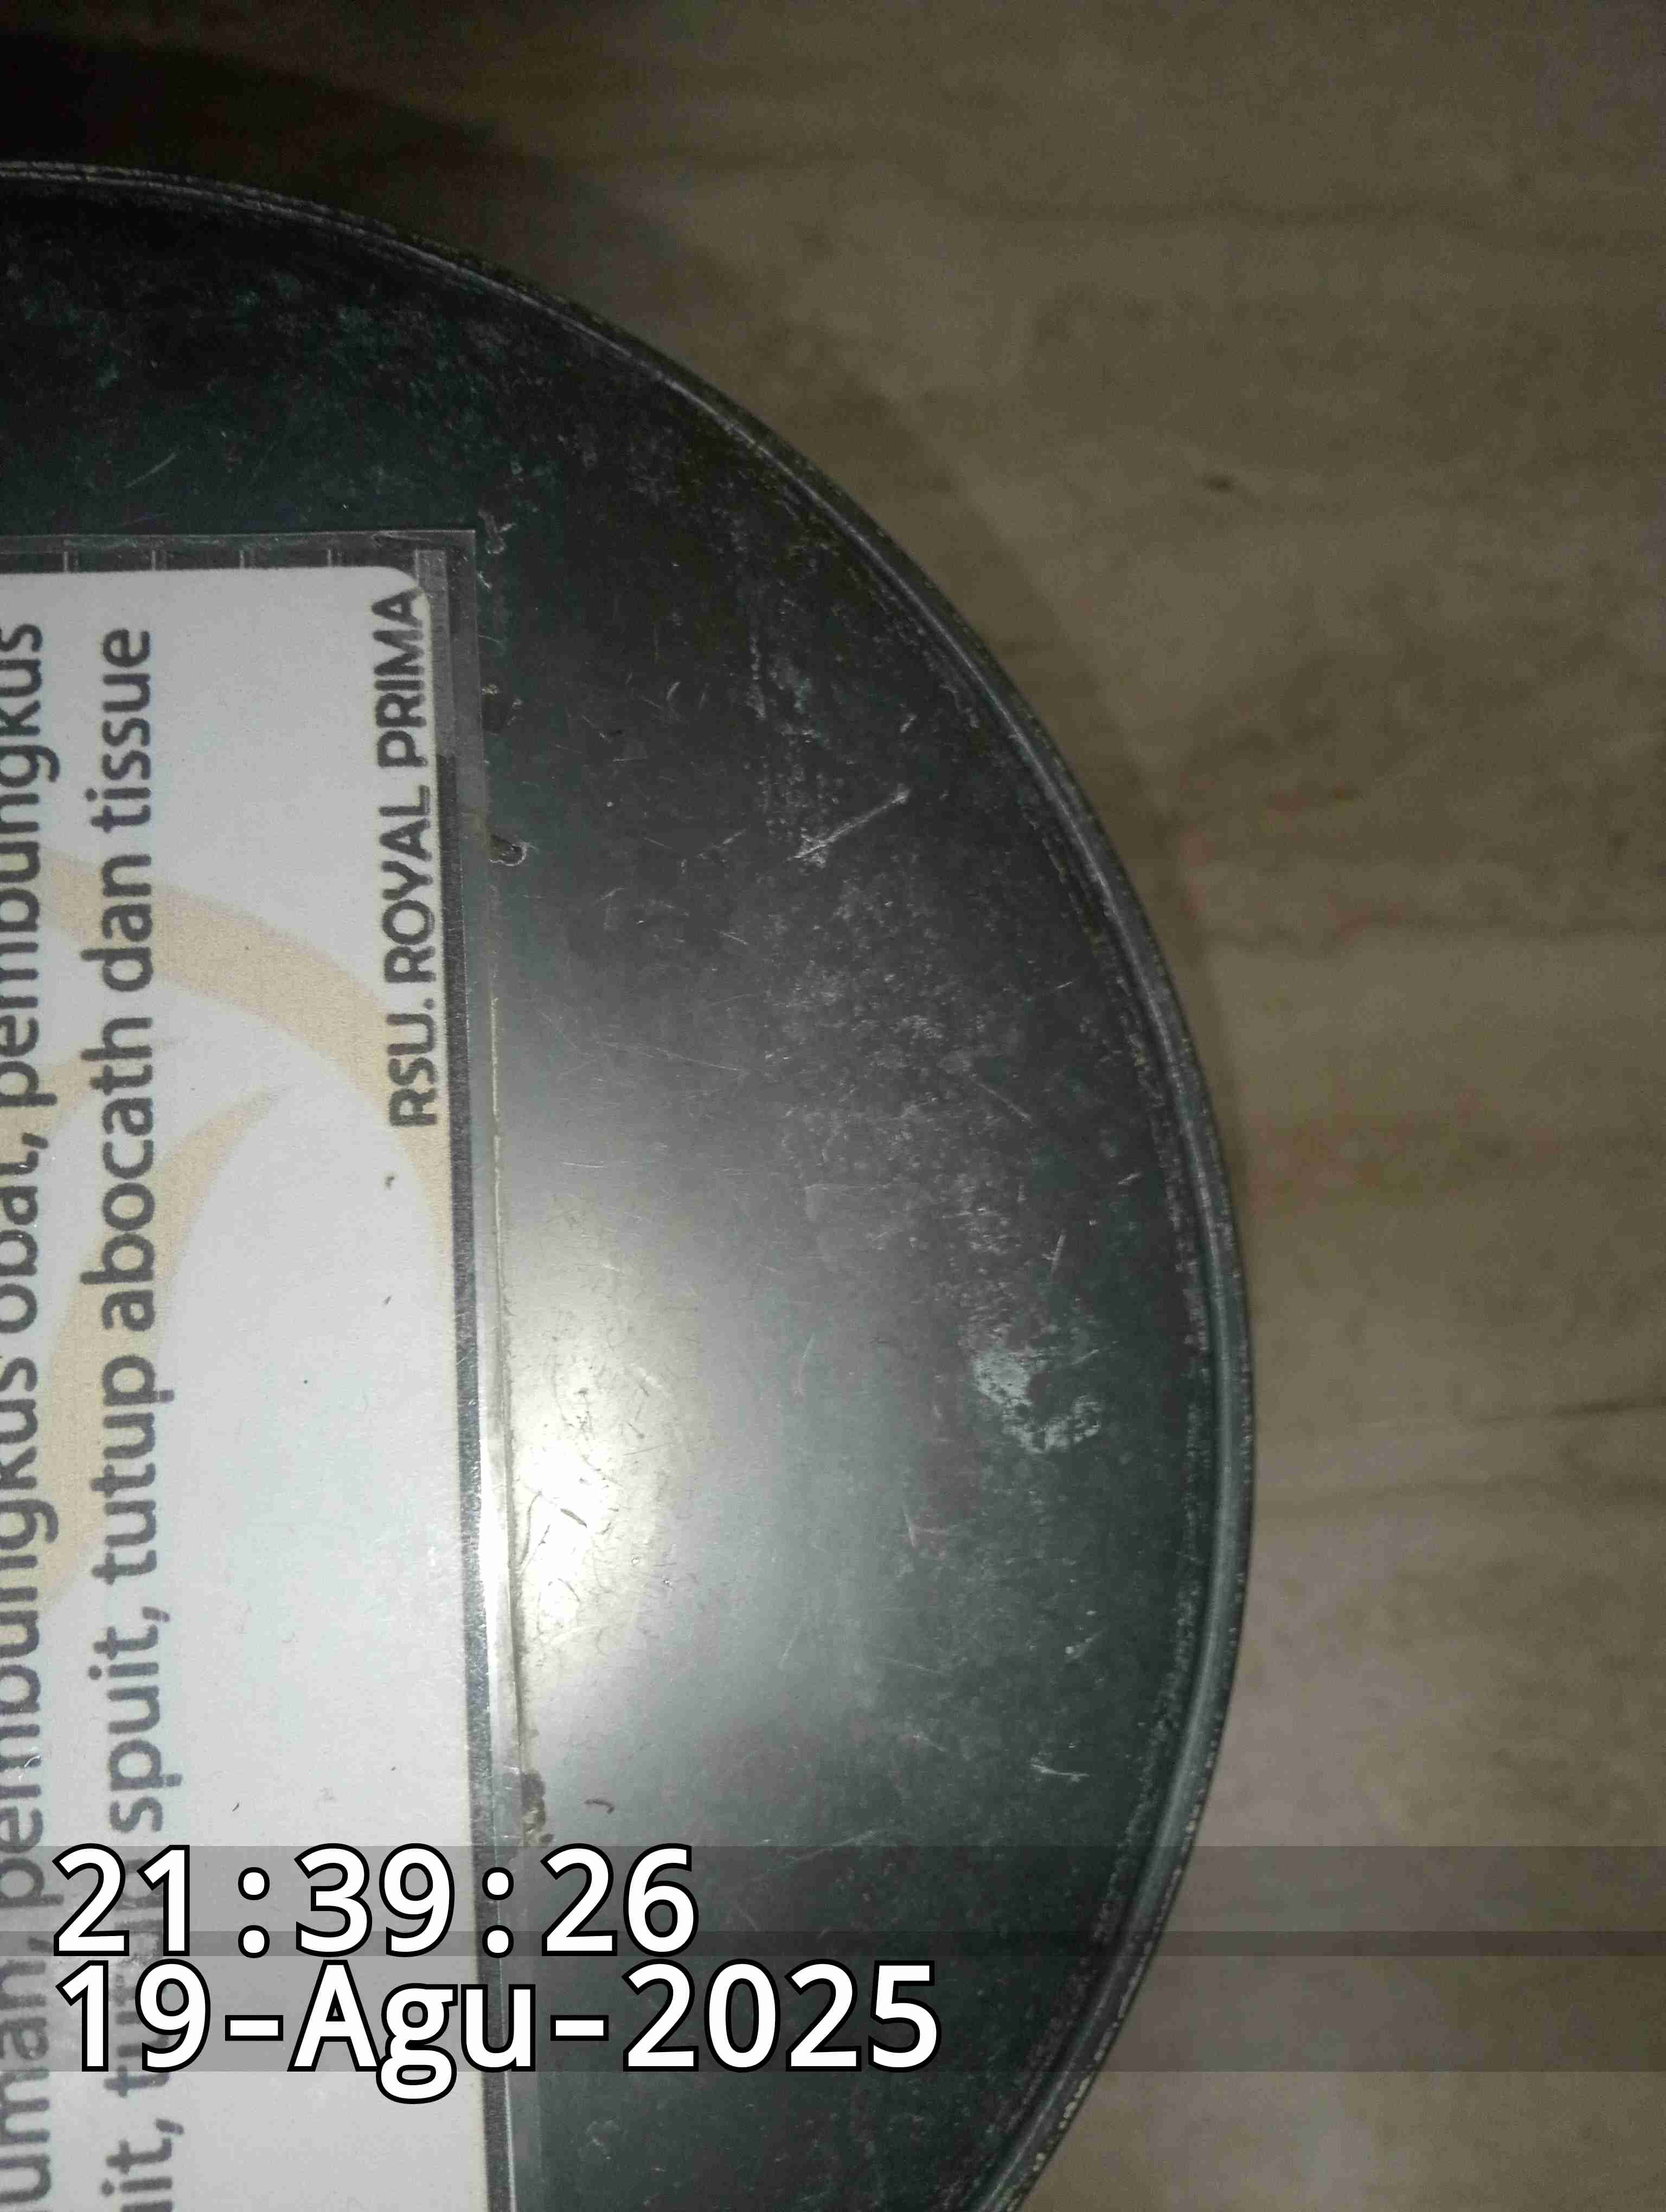 pembungkus obat, pembungkus
spuit, tutup abocath dan tissue
RSU. ROYAL PRIMA
21:39:26
19-Agu-2025